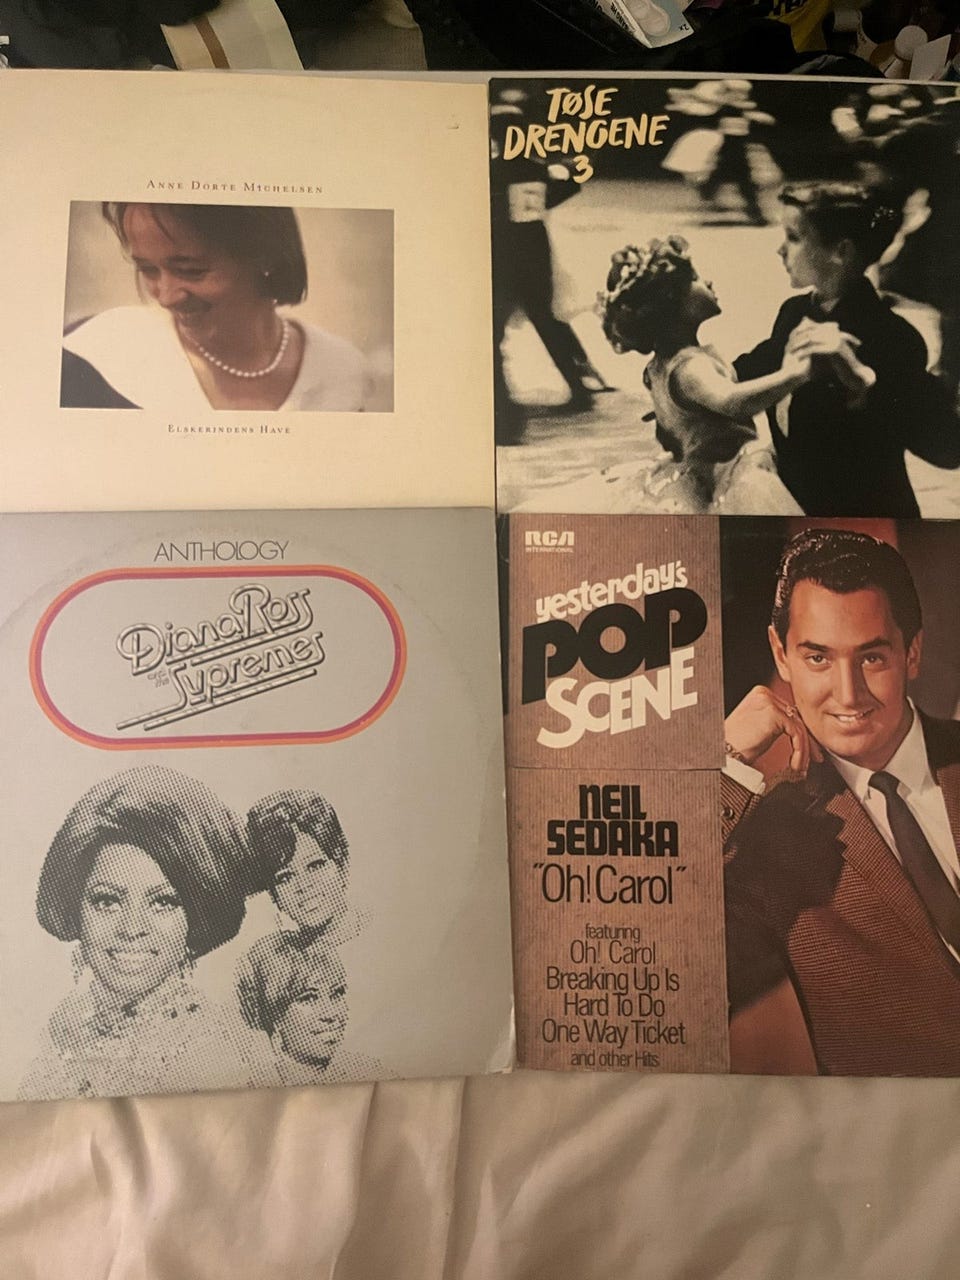 ANNE DORTE MICHELSEN
ELSKERINDENS HAVE
TØSE
DRENGENE
3
ANTHOLOGY
Diana Ross
and the
Supremes
RCA
INTERNATIONAL
yesterday's
POP
SCENE
NEIL
SEDAKA
"Oh! Carol"
featuring
Oh! Carol
Breaking Up Is
Hard To Do
One Way Ticket
and other Hits